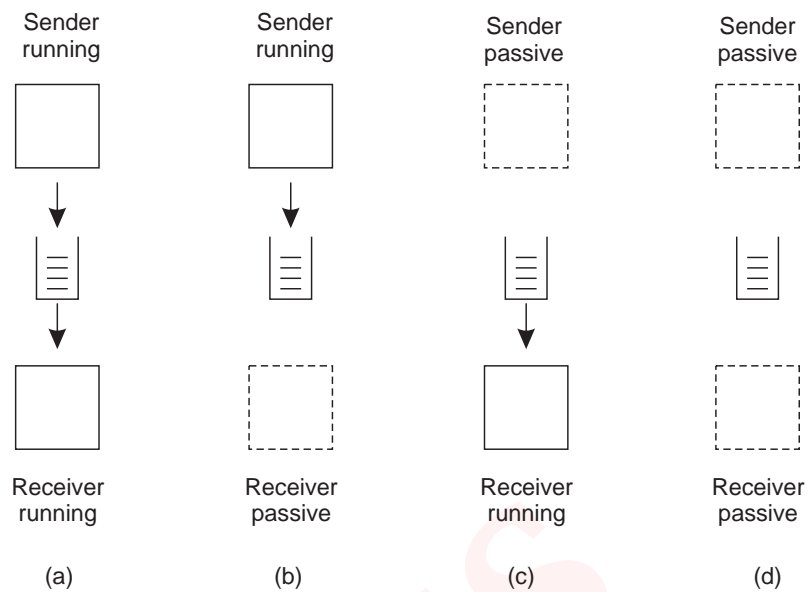 Sender
running
Sender
running
Sender
passive
Sender
passive
Receiver
running
Receiver
passive
Receiver
running
Receiver
passive
(a)
(b)
(c)
(d)